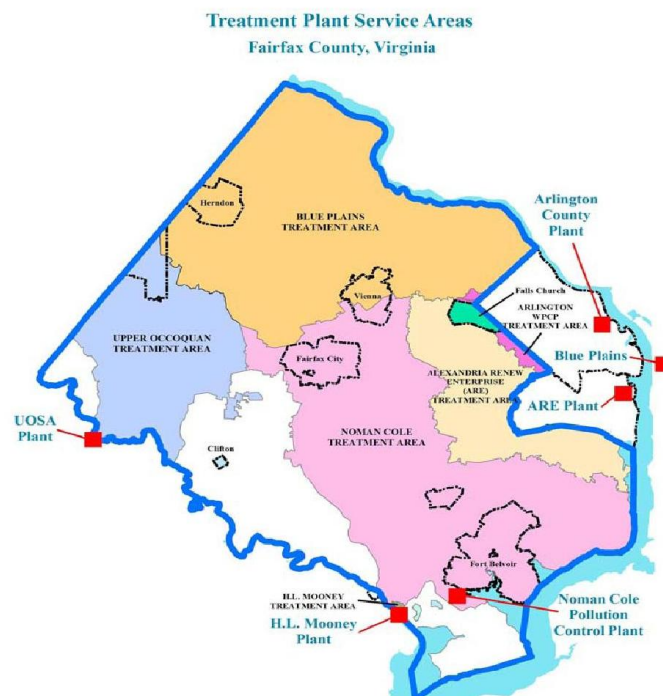 Treatment Plant Service Areas
Fairfax County, Virginia
Herndon
BLUE PLAINS
TREATMENT AREA
Arlington
County
Plant
Vienna
Falls Church
ARLINGTON
WPCP
TREATMENT AREA
UPPER OCCOQUAN
TREATMENT AREA
Fairfax City
Blue Plains
ALEXANDRIA RENEW
ENTERPRISE
(ARE)
TREATMENT AREA
ARE Plant
UOSA
Plant
NOMAN COLE
TREATMENT AREA
Clifton
Fort Belvoir
H.L. MOONEY
TREATMENT AREA
H.L. Mooney
Plant
Noman Cole
Pollution
Control Plant